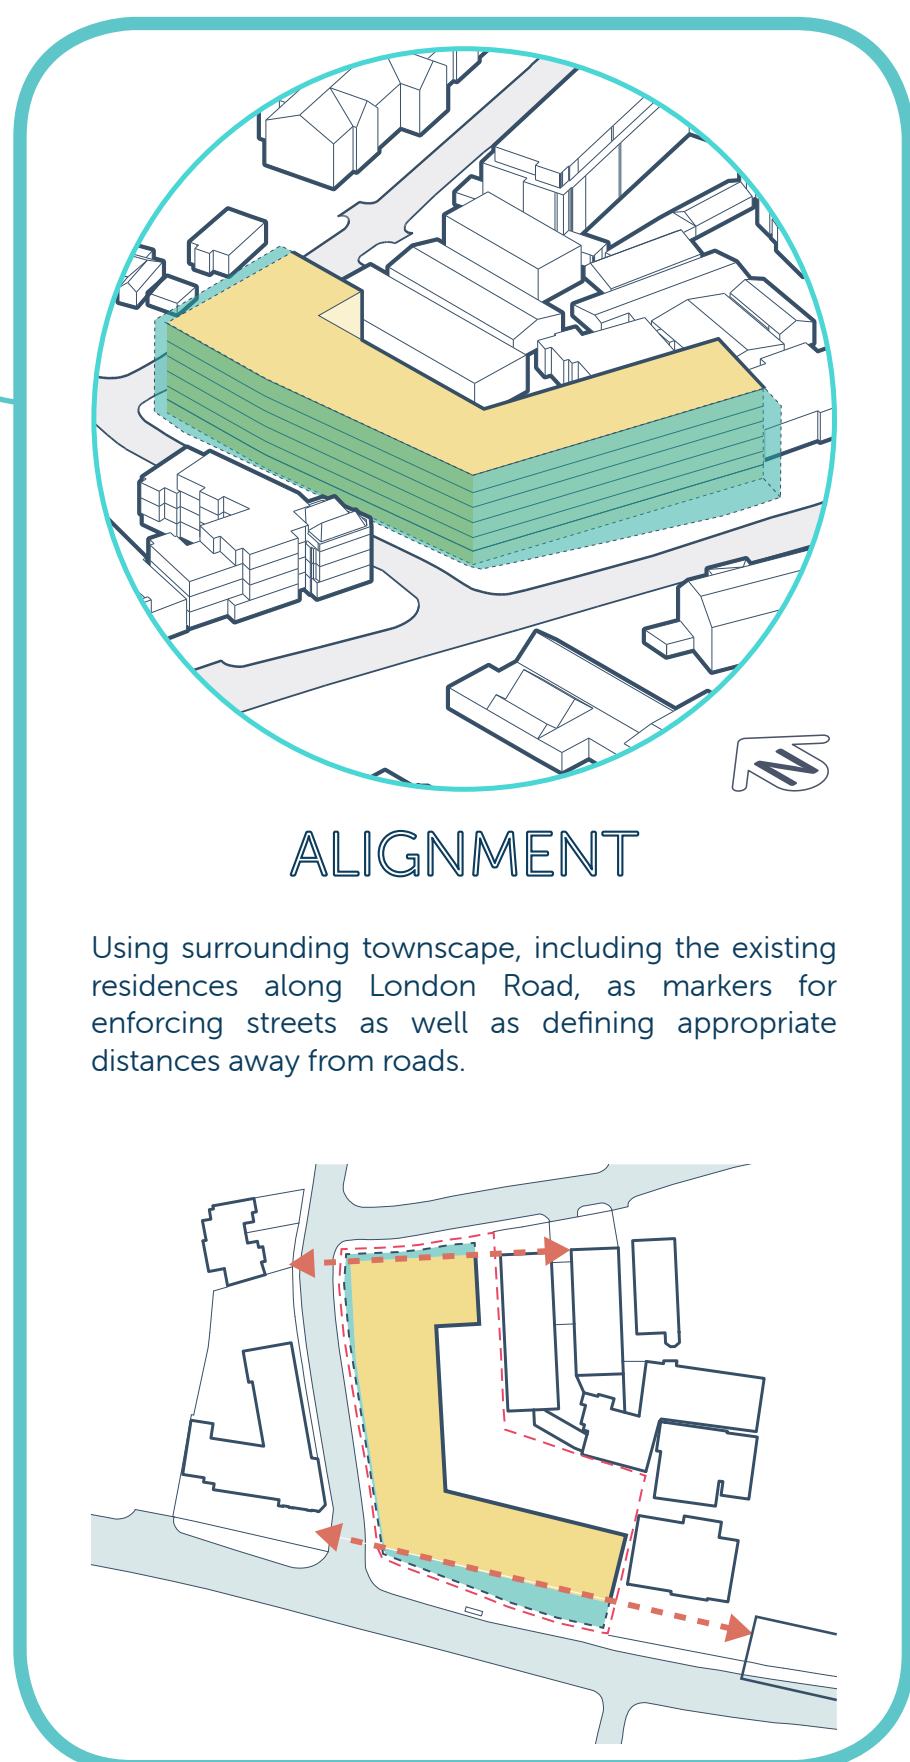 N
ALIGNMENT
Using surrounding townscape, including the existing
residences along London Road, as markers for
enforcing streets as well as defining appropriate
distances away from roads.